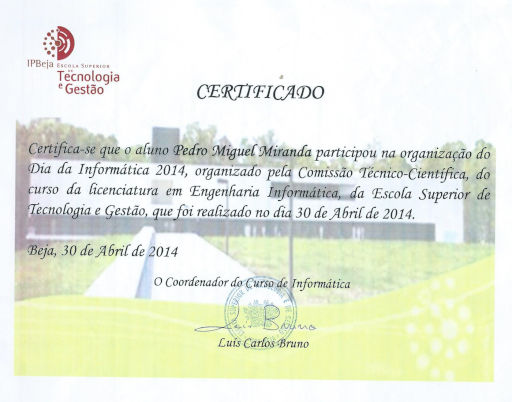 IPBeja ESCOLA SUPERIOR
DE
Tecnologia
e Gestão
CERTIFICADO
Certifica-se que o aluno Pedro Miguel Miranda participou na organização do
Dia da Informática 2014, organizado pela Comissão Técnico-Científica, do
curso da licenciatura em Engenharia Informática, da Escola Superior de
Tecnologia e Gestão, que foi realizado no dia 30 de Abril de 2014.
Beja, 30 de Abril de 2014
O Coordenador do Curso de Informática
Luís Carlos Bruno